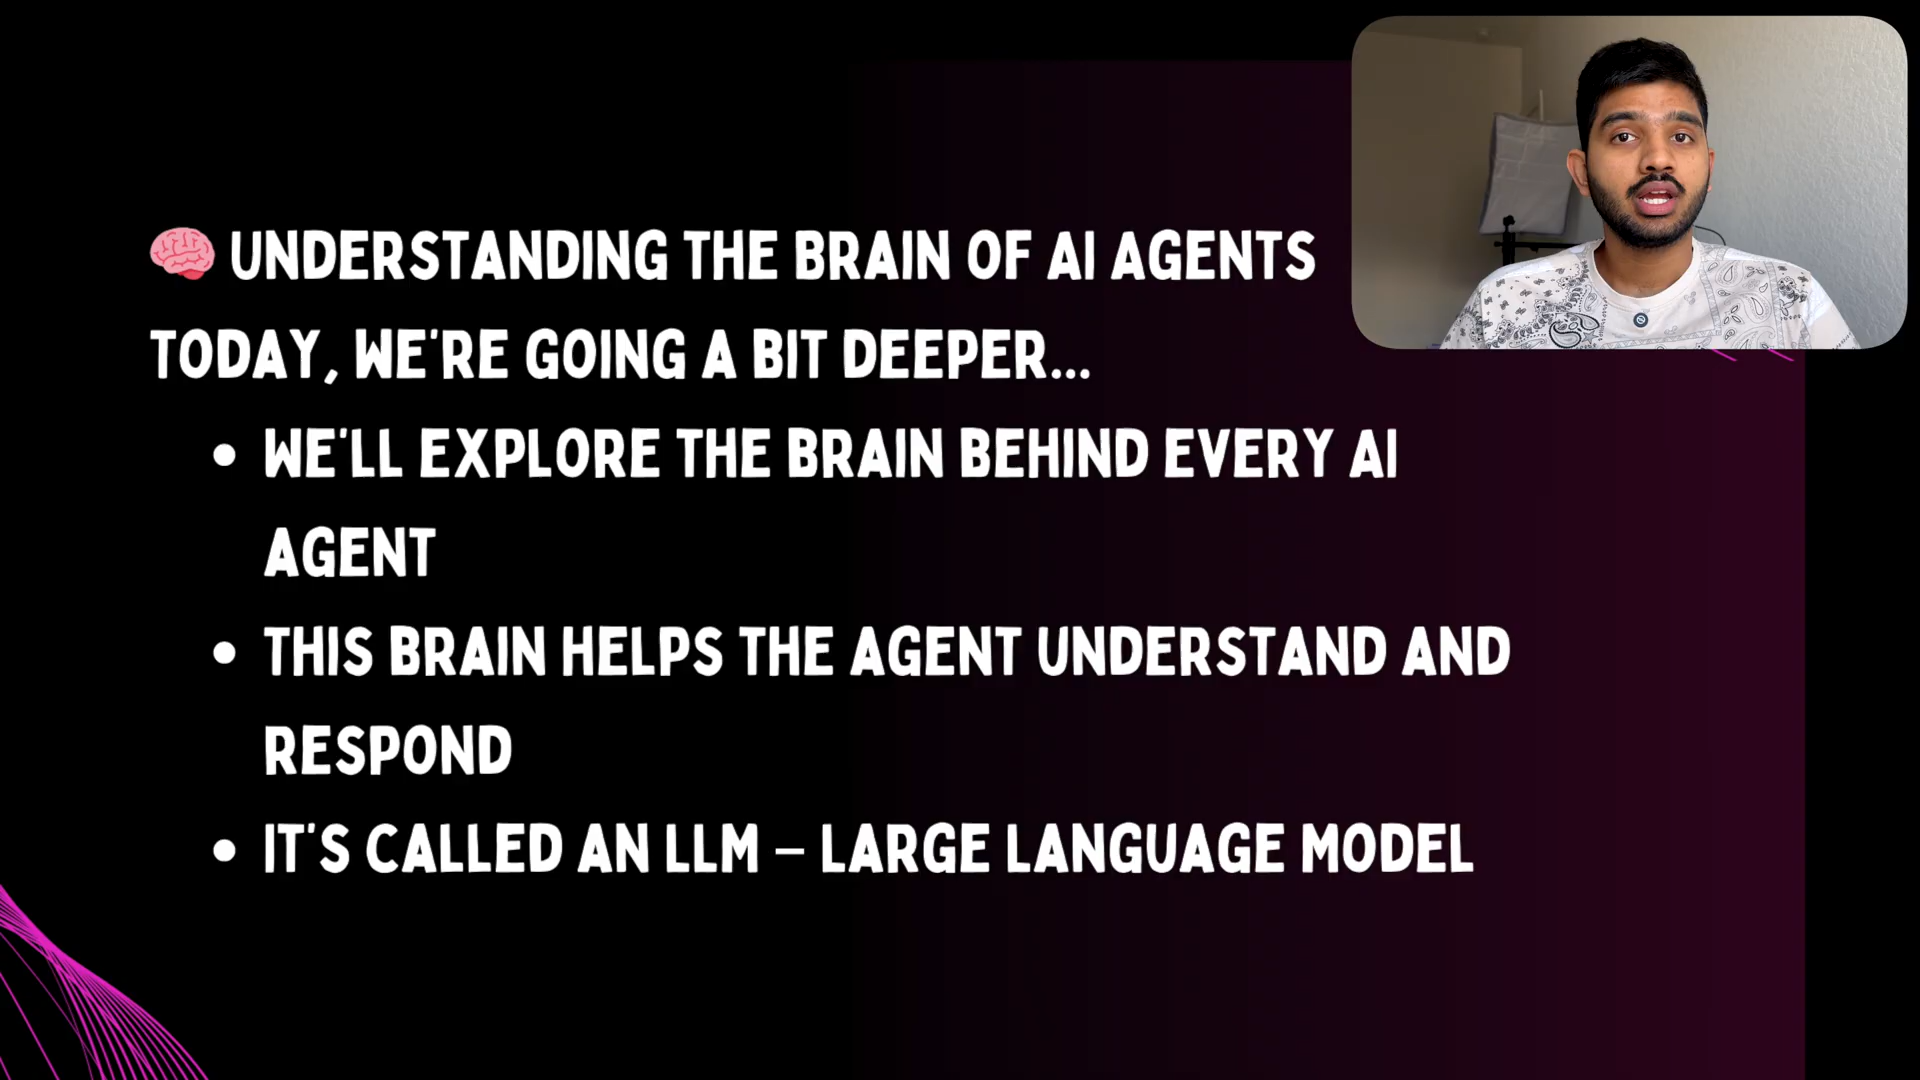 🧠 UNDERSTANDING THE BRAIN OF AI AGENTS
TODAY, WE'RE GOING A BIT DEEPER...
• WE'LL EXPLORE THE BRAIN BEHIND EVERY AI
AGENT
• THIS BRAIN HELPS THE AGENT UNDERSTAND AND
RESPOND
• IT'S CALLED AN LLM – LARGE LANGUAGE MODEL